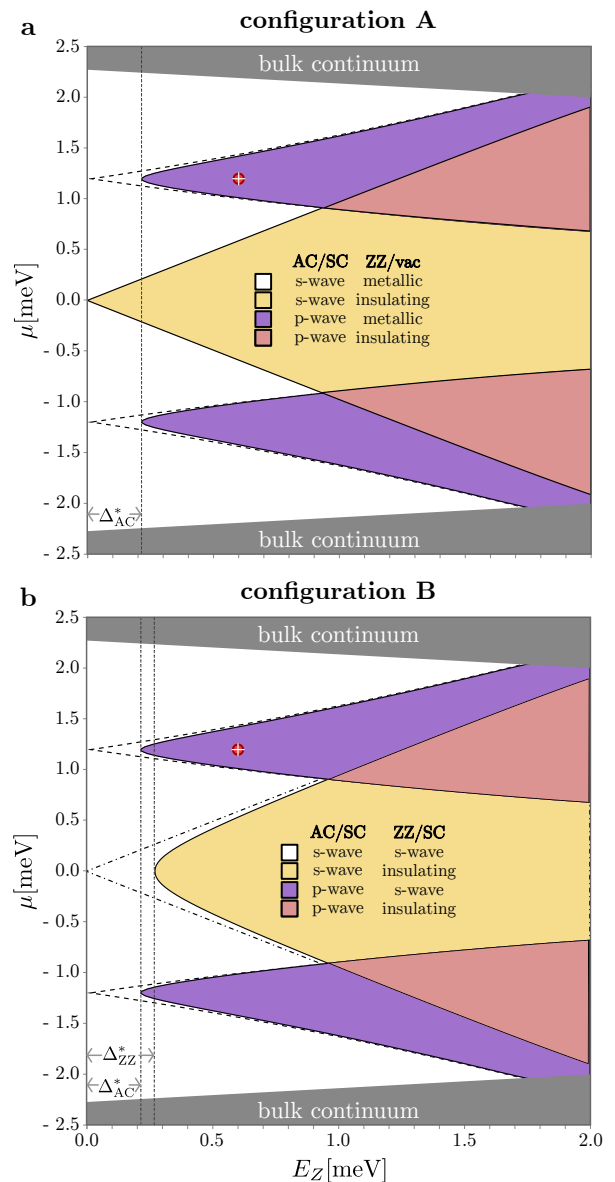 configuration A
a
bulk continuum
2.5
2.0
1.5
1.0
0.5
0.0
- 0.5
- 1.0
- 1.5
- 2.0
- 2.5
μ[meV]
AC/SC ZZ/vac
s-wave metallic
s-wave insulating
p-wave metallic
p-wave insulating
Δ*AC
bulk continuum
2.0
configuration B
b
bulk continuum
2.5
2.0
1.5
1.0
0.5
0.0
- 0.5
- 1.0
- 1.5
- 2.0
- 2.5
μ[meV]
AC/SC ZZ/SC
s-wave s-wave
s-wave insulating
p-wave s-wave
p-wave insulating
Δ*ZZ
Δ*AC
bulk continuum
0.0 0.5 1.0 1.5 2.0
EZ[meV]